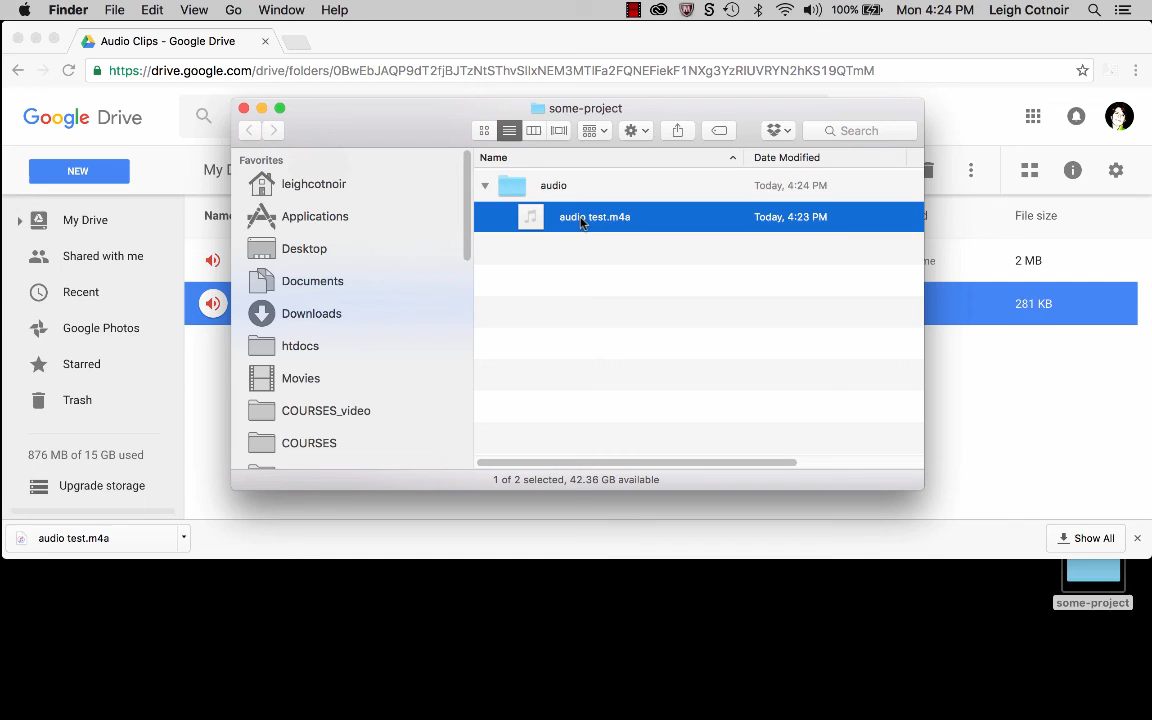 Finder File Edit View Go Window Help 100% Mon 4:24 PM Leigh Cotnoir
Audio Clips - Google Drive
https://drive.google.com/drive/folders/0BwEbJAQP9dT2fjBJTzNtSThvSllxNEM3MTlFa2FQNEFiekF1NXg3YzRlUVRYN2hKS19QTmM
some-project
Google Drive
Search
NEW
My D
Favorites
Name
Date Modified
leighcotnoir
audio
Today, 4:24 PM
My Drive
Name
Applications
audio test.m4a
Today, 4:23 PM
File size
Shared with me
Desktop
me
2 MB
Recent
Documents
Downloads
281 KB
Google Photos
htdocs
Starred
Movies
Trash
COURSES_video
COURSES
876 MB of 15 GB used
Upgrade storage
1 of 2 selected, 42.36 GB available
audio test.m4a
Show All
some-project